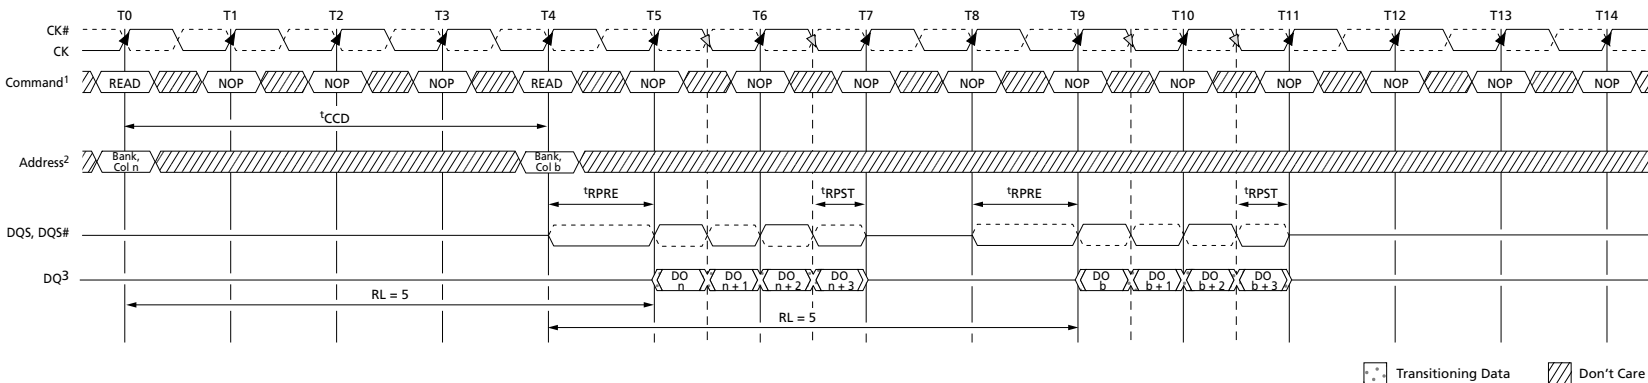 T0 T1 T2 T3 T4 T5 T6 T7 T8 T9 T10 T11 T12 T13 T14
CK#
CK
Command1 READ NOP NOP NOP READ NOP NOP NOP NOP NOP NOP NOP NOP NOP NOP
tCCD
Address2 Bank, Col n Bank, Col b
tRPRE tRPST tRPRE tRPST
DQS, DQS#
DQ3 DO n DO n + 1 DO n + 2 DO n + 3 DO b DO b + 1 DO b + 2 DO b + 3
RL = 5
RL = 5
Transitioning Data Don't Care